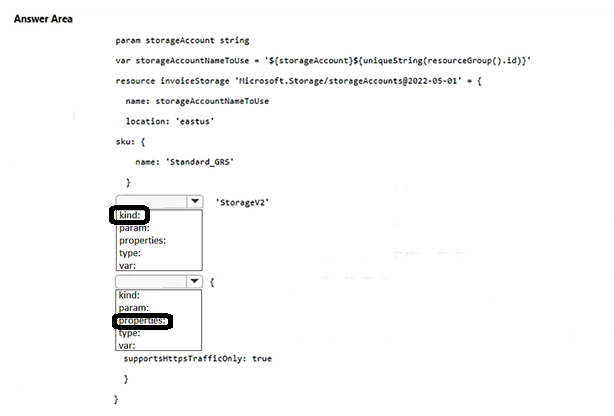 Answer Area
param storageAccount string
var storageAccountNameToUse = '${storageAccount}${uniqueString(resourceGroup().id)}'
resource invoiceStorage 'Microsoft.Storage/storageAccounts@2022-05-01' = {
name: storageAccountNameToUse
location: 'eastus'
sku: {
name: 'Standard_GRS'
}
'StorageV2'
kind:
param:
properties:
type:
var:
{
kind:
param:
properties:
type:
var:
supportsHttpsTrafficOnly: true
}
}